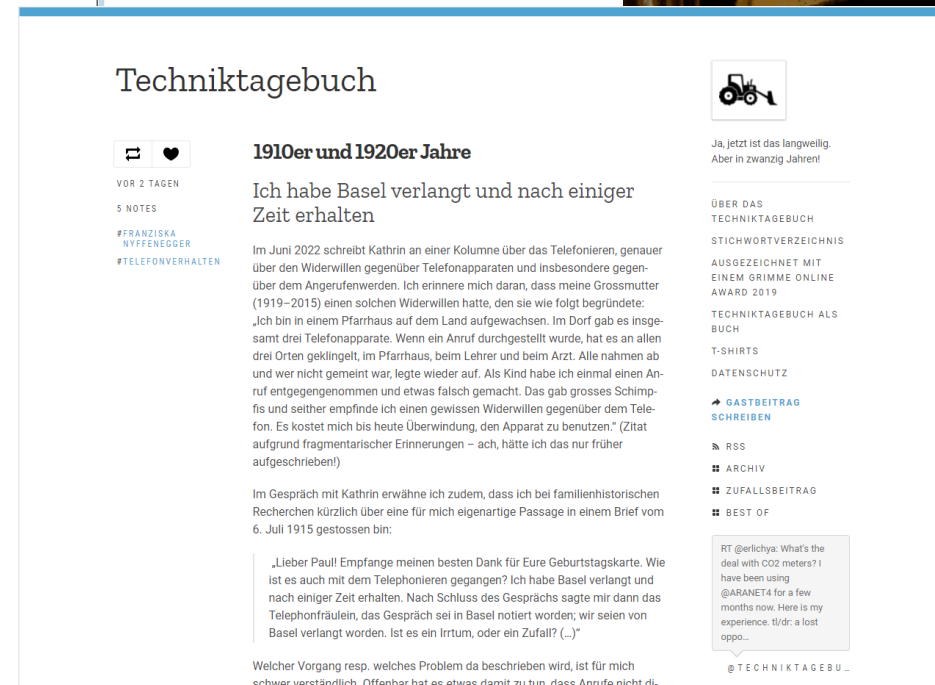 Techniktagebuch
VOR 2 TAGEN
5 NOTES
#FRANZISKA
NYFFENEGGER
#TELEFONVERHALTEN
1910er und 1920er Jahre
Ich habe Basel verlangt und nach einiger
Zeit erhalten
Im Juni 2022 schreibt Kathrin an einer Kolumne über das Telefonieren, genauer
über den Widerwillen gegenüber Telefonapparaten und insbesondere gegen-
über dem Angerufenwerden. Ich erinnere mich daran, dass meine Grossmutter
(1919–2015) einen solchen Widerwillen hatte, den sie wie folgt begründete:
„Ich bin in einem Pfarrhaus auf dem Land aufgewachsen. Im Dorf gab es insge-
samt drei Telefonapparate. Wenn ein Anruf durchgestellt wurde, hat es an allen
drei Orten geklingelt, im Pfarrhaus, beim Lehrer und beim Arzt. Alle nahmen ab
und wer nicht gemeint war, legte wieder auf. Als Kind habe ich einmal einen An-
ruf entgegengenommen und etwas falsch gemacht. Das gab grosses Schimp-
fis und seither empfinde ich einen gewissen Widerwillen gegenüber dem Tele-
fon. Es kostet mich bis heute Überwindung, den Apparat zu benutzen.“ (Zitat
aufgrund fragmentarischer Erinnerungen – ach, hätte ich das nur früher
aufgeschrieben!)
Im Gespräch mit Kathrin erwähne ich zudem, dass ich bei familienhistorischen
Recherchen kürzlich über eine für mich eigenartige Passage in einem Brief vom
6. Juli 1915 gestossen bin:
„Lieber Paul! Empfange meinen besten Dank für Eure Geburtstagskarte. Wie
ist es auch mit dem Telephonieren gegangen? Ich habe Basel verlangt und
nach einiger Zeit erhalten. Nach Schluss des Gesprächs sagte mir dann das
Telephonfräulein, das Gespräch sei in Basel notiert worden; wir seien von
Basel verlangt worden. Ist es ein Irrtum, oder ein Zufall? (…)“
Welcher Vorgang resp. welches Problem da beschrieben wird, ist für mich
schwer verständlich. Offenbar hat es etwas damit zu tun, dass Anrufe nicht di-
Ja, jetzt ist das langweilig.
Aber in zwanzig Jahren!
ÜBER DAS
TECHNIKTAGEBUCH
STICHWORTVERZEICHNIS
AUSGEZEICHNET MIT
EINEM GRIMME ONLINE
AWARD 2019
TECHNIKTAGEBUCH ALS
BUCH
T-SHIRTS
DATENSCHUTZ
GASTBEITRAG
SCHREIBEN
RSS
ARCHIV
ZUFALLSBEITRAG
BEST OF
RT @erlichya: What's the
deal with CO2 meters? I
have been using
@ARANET4 for a few
months now. Here is my
experience. tl/dr: a lost
oppo…
@TECHNIKTAGEBU…